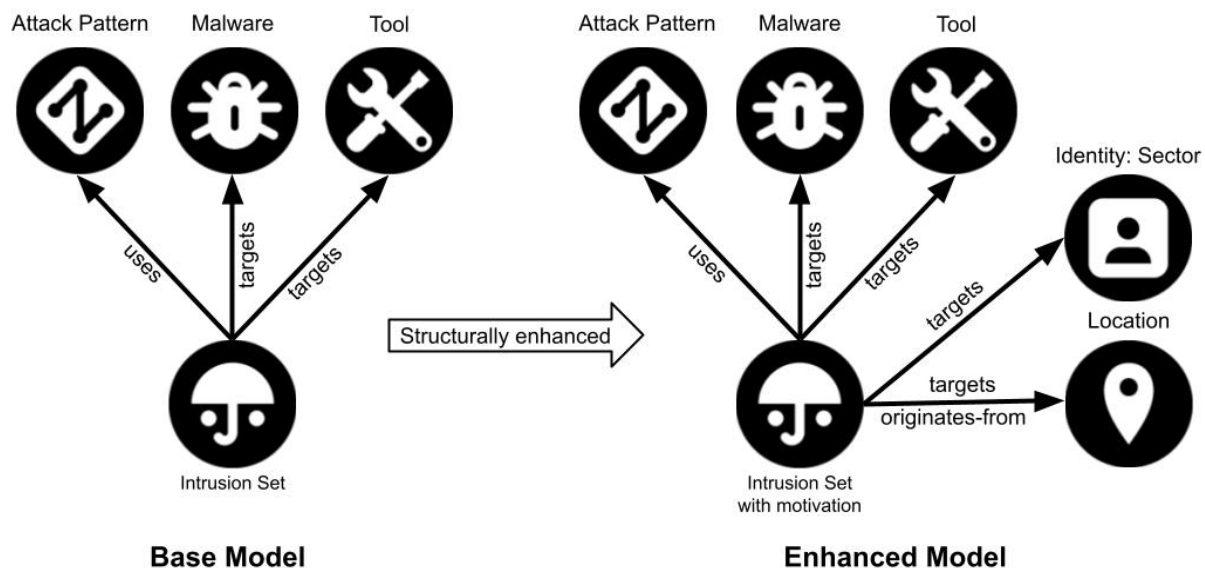 Attack Pattern
Malware
Tool
uses
targets
targets
Intrusion Set
Base Model
Structurally enhanced
Attack Pattern
Malware
Tool
Identity: Sector
uses
targets
targets
targets
Location
targets
originates-from
Intrusion Set
with motivation
Enhanced Model